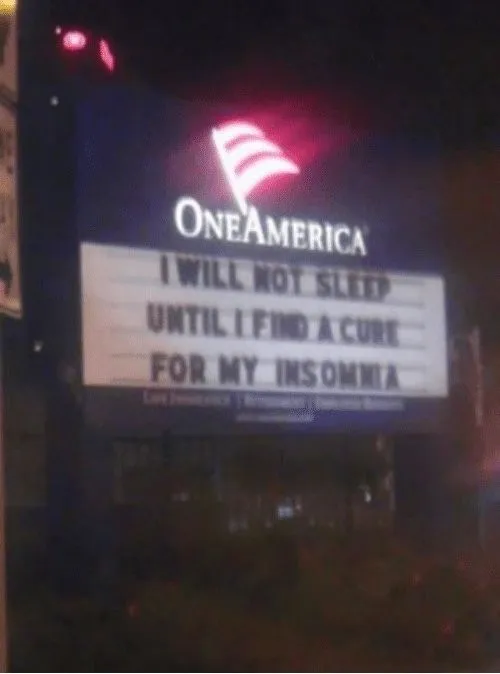 ONEAMERICA
I WILL NOT SLEEP
UNTIL I FIND A CURE
FOR MY INSOMNIA